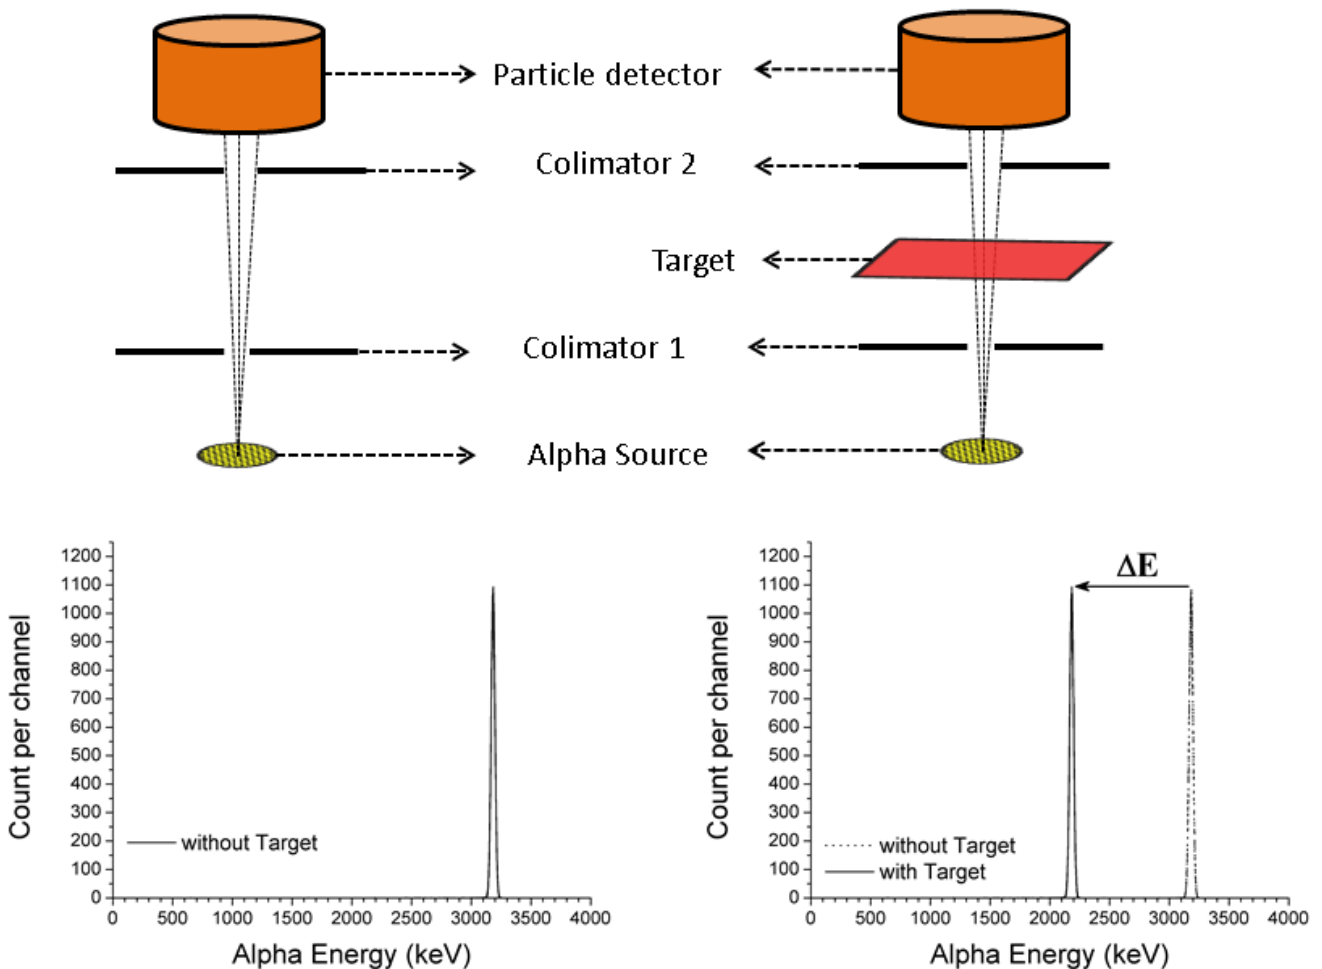 Particle detector
Colimator 2
Target
Colimator 1
Alpha Source
1200
1100
1000
900
800
700
600
500
400
300
200
100
0
Count per channel
without Target
0 500 1000 1500 2000 2500 3000 3500 4000
Alpha Energy (keV)
1200
1100
1000
900
800
700
600
500
400
300
200
100
0
Count per channel
ΔE
without Target
with Target
0 500 1000 1500 2000 2500 3000 3500 4000
Alpha Energy (keV)